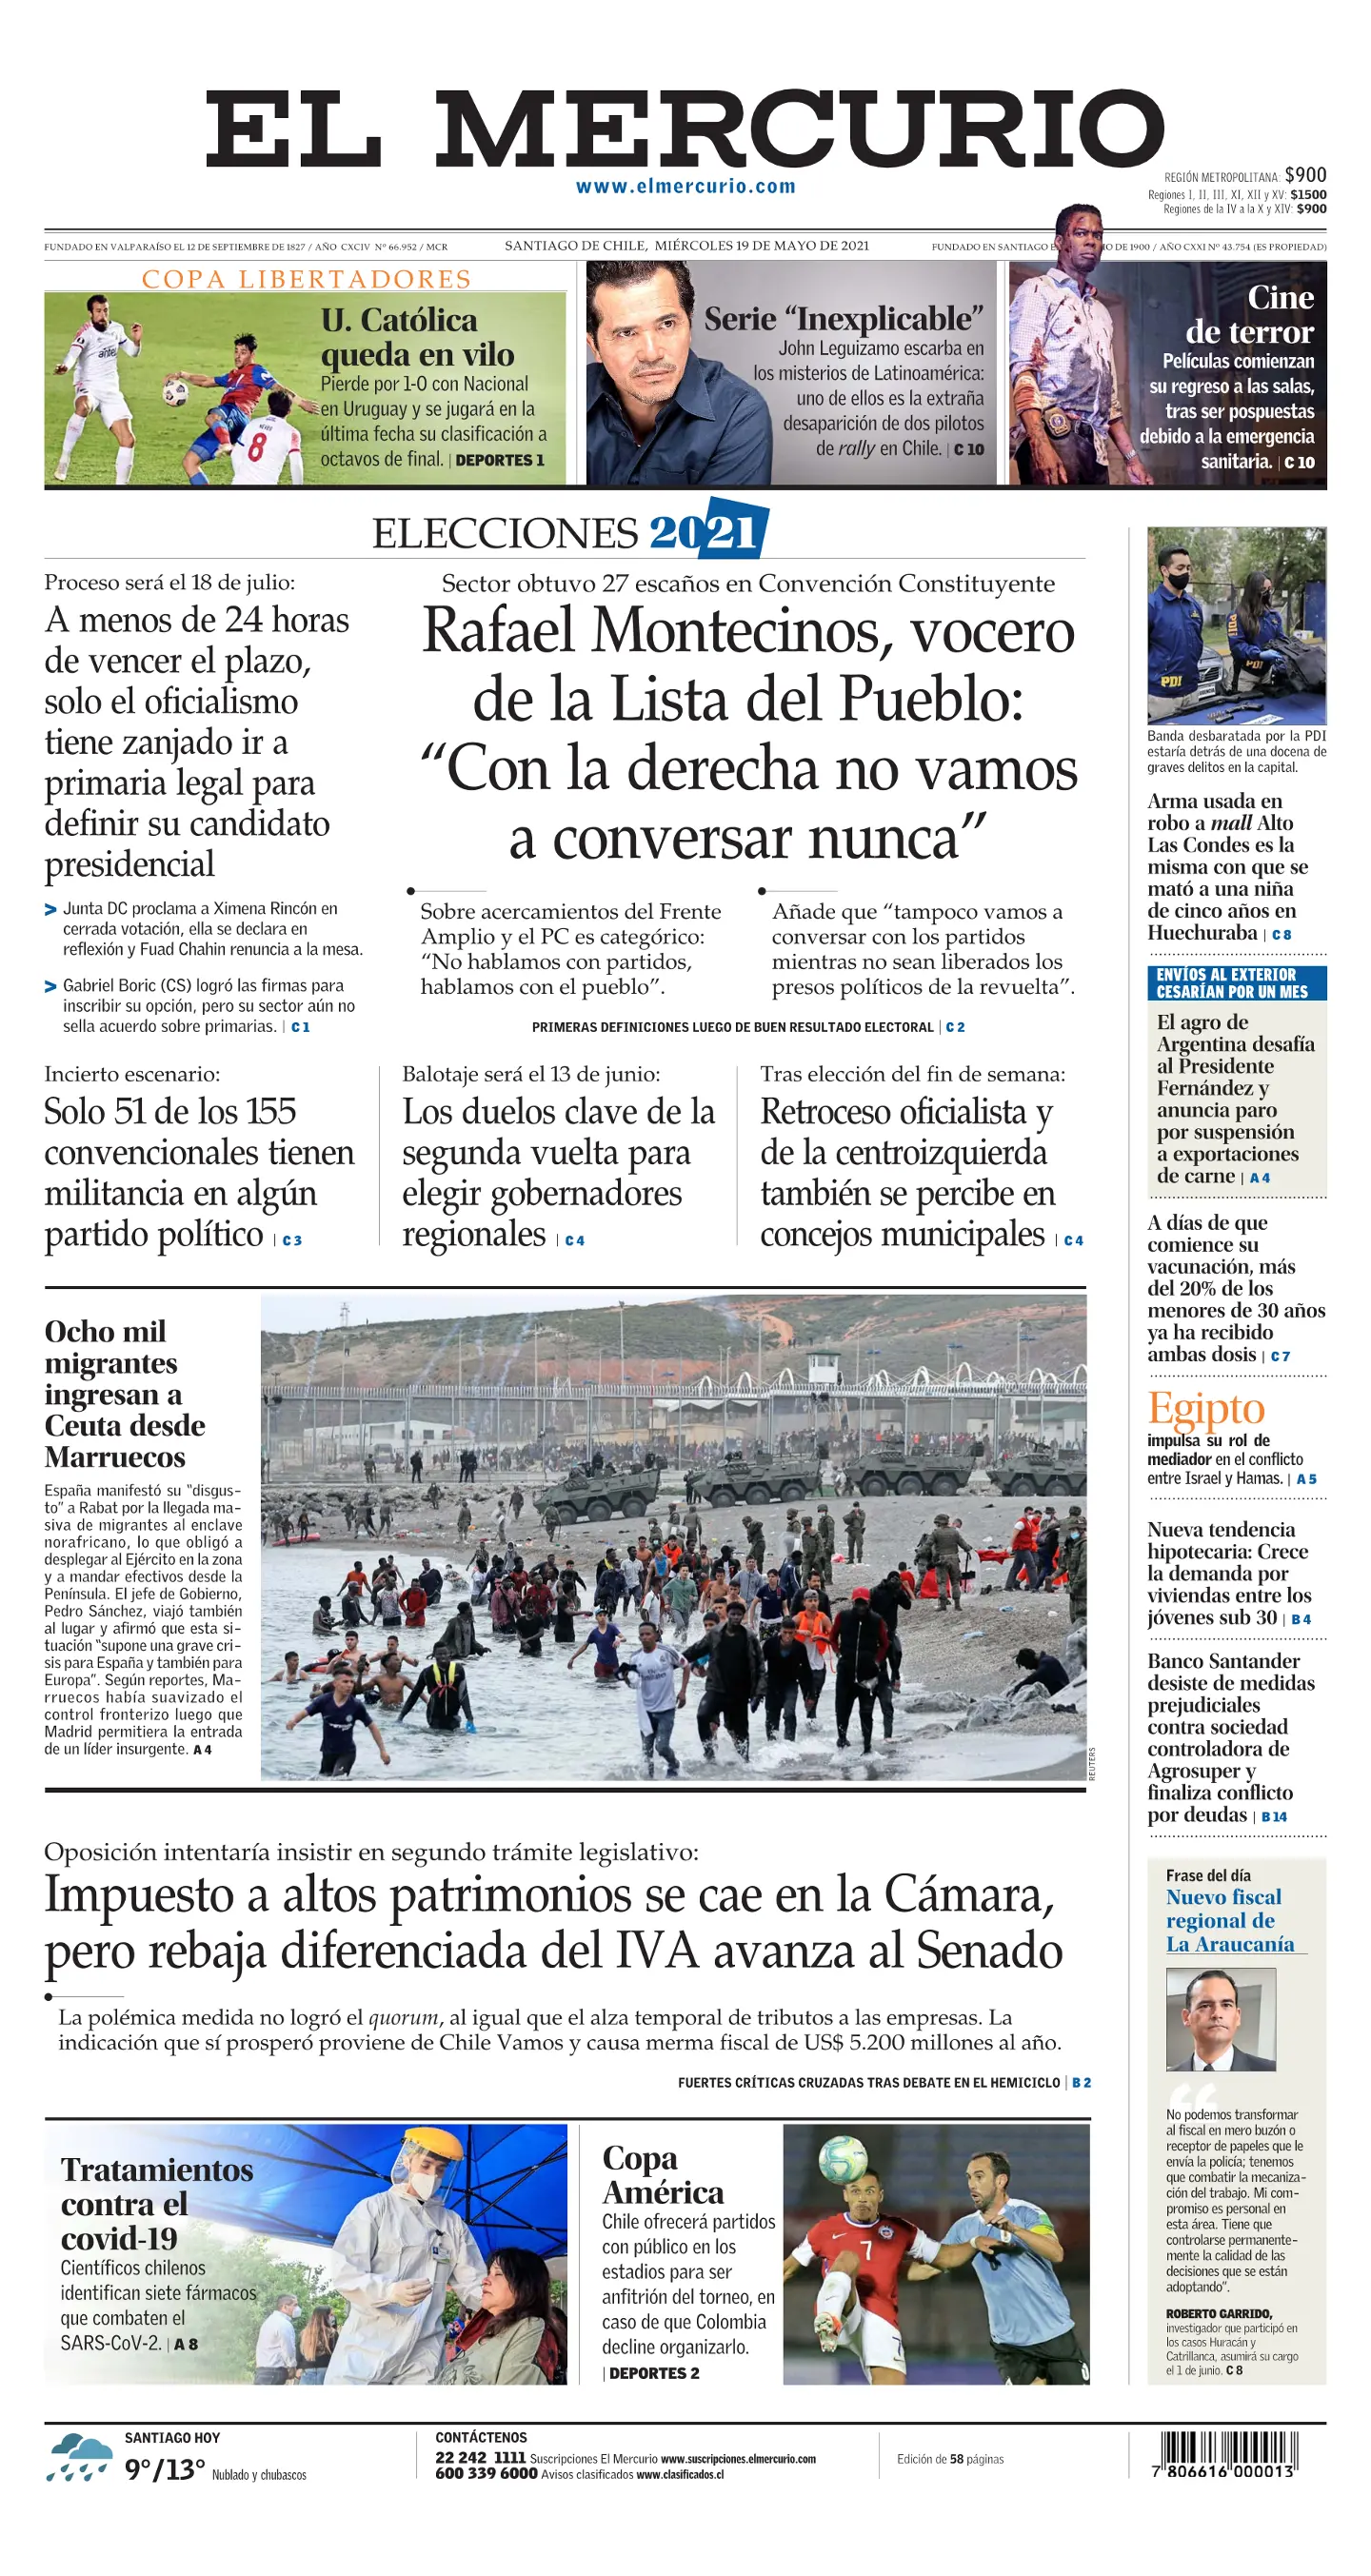 EL MERCURIO
www.elmercurio.com
REGIÓN METROPOLITANA: $900
Regiones I, II, III, XI, XII y XV: $1500
Regiones de la IV a la X y XIV: $900
FUNDADO EN VALPARAÍSO EL 12 DE SEPTIEMBRE DE 1827 / AÑO CXCIV Nº 66.952 / MCR
SANTIAGO DE CHILE, MIÉRCOLES 19 DE MAYO DE 2021
FUNDADO EN SANTIAGO DE 1900 / AÑO CXXI Nº 43.754 (ES PROPIEDAD)
COPA LIBERTADORES
U. Católica
queda en vilo
Pierde por 1-0 con Nacional
en Uruguay y se jugará en la
última fecha su clasificación a
octavos de final. | DEPORTES 1
antel
8
Serie “Inexplicable”
John Leguizamo escarba en
los misterios de Latinoamérica:
uno de ellos es la extraña
desaparición de dos pilotos
de rally en Chile. | C 10
Cine
de terror
Películas comienzan
su regreso a las salas,
tras ser pospuestas
debido a la emergencia
sanitaria. | C 10
ELECCIONES 2021
Proceso será el 18 de julio:
A menos de 24 horas
de vencer el plazo,
solo el oficialismo
tiene zanjado ir a
primaria legal para
definir su candidato
presidencial
> Junta DC proclama a Ximena Rincón en
cerrada votación, ella se declara en
reflexión y Fuad Chahin renuncia a la mesa.
> Gabriel Boric (CS) logró las firmas para
inscribir su opción, pero su sector aún no
sella acuerdo sobre primarias. | C 1
Sector obtuvo 27 escaños en Convención Constituyente
Rafael Montecinos, vocero
de la Lista del Pueblo:
“Con la derecha no vamos
a conversar nunca”
Sobre acercamientos del Frente
Amplio y el PC es categórico:
“No hablamos con partidos,
hablamos con el pueblo”.
Añade que “tampoco vamos a
conversar con los partidos
mientras no sean liberados los
presos políticos de la revuelta”.
PRIMERAS DEFINICIONES LUEGO DE BUEN RESULTADO ELECTORAL | C 2
Incierto escenario:
Solo 51 de los 155
convencionales tienen
militancia en algún
partido político | C 3
Balotaje será el 13 de junio:
Los duelos clave de la
segunda vuelta para
elegir gobernadores
regionales | C 4
Tras elección del fin de semana:
Retroceso oficialista y
de la centroizquierda
también se percibe en
concejos municipales | C 4
Ocho mil
migrantes
ingresan a
Ceuta desde
Marruecos
España manifestó su “disgus-
to” a Rabat por la llegada ma-
siva de migrantes al enclave
norafricano, lo que obligó a
desplegar al Ejército en la zona
y a mandar efectivos desde la
Península. El jefe de Gobierno,
Pedro Sánchez, viajó también
al lugar y afirmó que esta si-
tuación “supone una grave cri-
sis para España y también para
Europa”. Según reportes, Ma-
rruecos había suavizado el
control fronterizo luego que
Madrid permitiera la entrada
de un líder insurgente. A 4
REUTERS
Oposición intentaría insistir en segundo trámite legislativo:
Impuesto a altos patrimonios se cae en la Cámara,
pero rebaja diferenciada del IVA avanza al Senado
La polémica medida no logró el quorum, al igual que el alza temporal de tributos a las empresas. La
indicación que sí prosperó proviene de Chile Vamos y causa merma fiscal de US$ 5.200 millones al año.
FUERTES CRÍTICAS CRUZADAS TRAS DEBATE EN EL HEMICICLO | B 2
Tratamientos
contra el
covid-19
Científicos chilenos
identifican siete fármacos
que combaten el
SARS-CoV-2. | A 8
Copa
América
Chile ofrecerá partidos
con público en los
estadios para ser
anfitrión del torneo, en
caso de que Colombia
decline organizarlo.
| DEPORTES 2
7
PDI
PDI
PDI
Banda desbaratada por la PDI
estaría detrás de una docena de
graves delitos en la capital.
Arma usada en
robo a mall Alto
Las Condes es la
misma con que se
mató a una niña
de cinco años en
Huechuraba | C 8
ENVÍOS AL EXTERIOR
CESARÍAN POR UN MES
El agro de
Argentina desafía
al Presidente
Fernández y
anuncia paro
por suspensión
a exportaciones
de carne | A 4
A días de que
comience su
vacunación, más
del 20% de los
menores de 30 años
ya ha recibido
ambas dosis | C 7
Egipto
impulsa su rol de
mediador en el conflicto
entre Israel y Hamas. | A 5
Nueva tendencia
hipotecaria: Crece
la demanda por
viviendas entre los
jóvenes sub 30 | B 4
Banco Santander
desiste de medidas
prejudiciales
contra sociedad
controladora de
Agrosuper y
finaliza conflicto
por deudas | B 14
Frase del día
Nuevo fiscal
regional de
La Araucanía
“
No podemos transformar
al fiscal en mero buzón o
receptor de papeles que le
envía la policía; tenemos
que combatir la mecaniza-
ción del trabajo. Mi com-
promiso es personal en
esta área. Tiene que
controlarse permanente-
mente la calidad de las
decisiones que se están
adoptando”.
ROBERTO GARRIDO,
investigador que participó en
los casos Huracán y
Catrillanca, asumirá su cargo
el 1 de junio. C 8
SANTIAGO HOY
9°/13° Nublado y chubascos
CONTÁCTENOS
22 242 1111 Suscripciones El Mercurio www.suscripciones.elmercurio.com
600 339 6000 Avisos clasificados www.clasificados.cl
Edición de 58 páginas
7 806616 000013